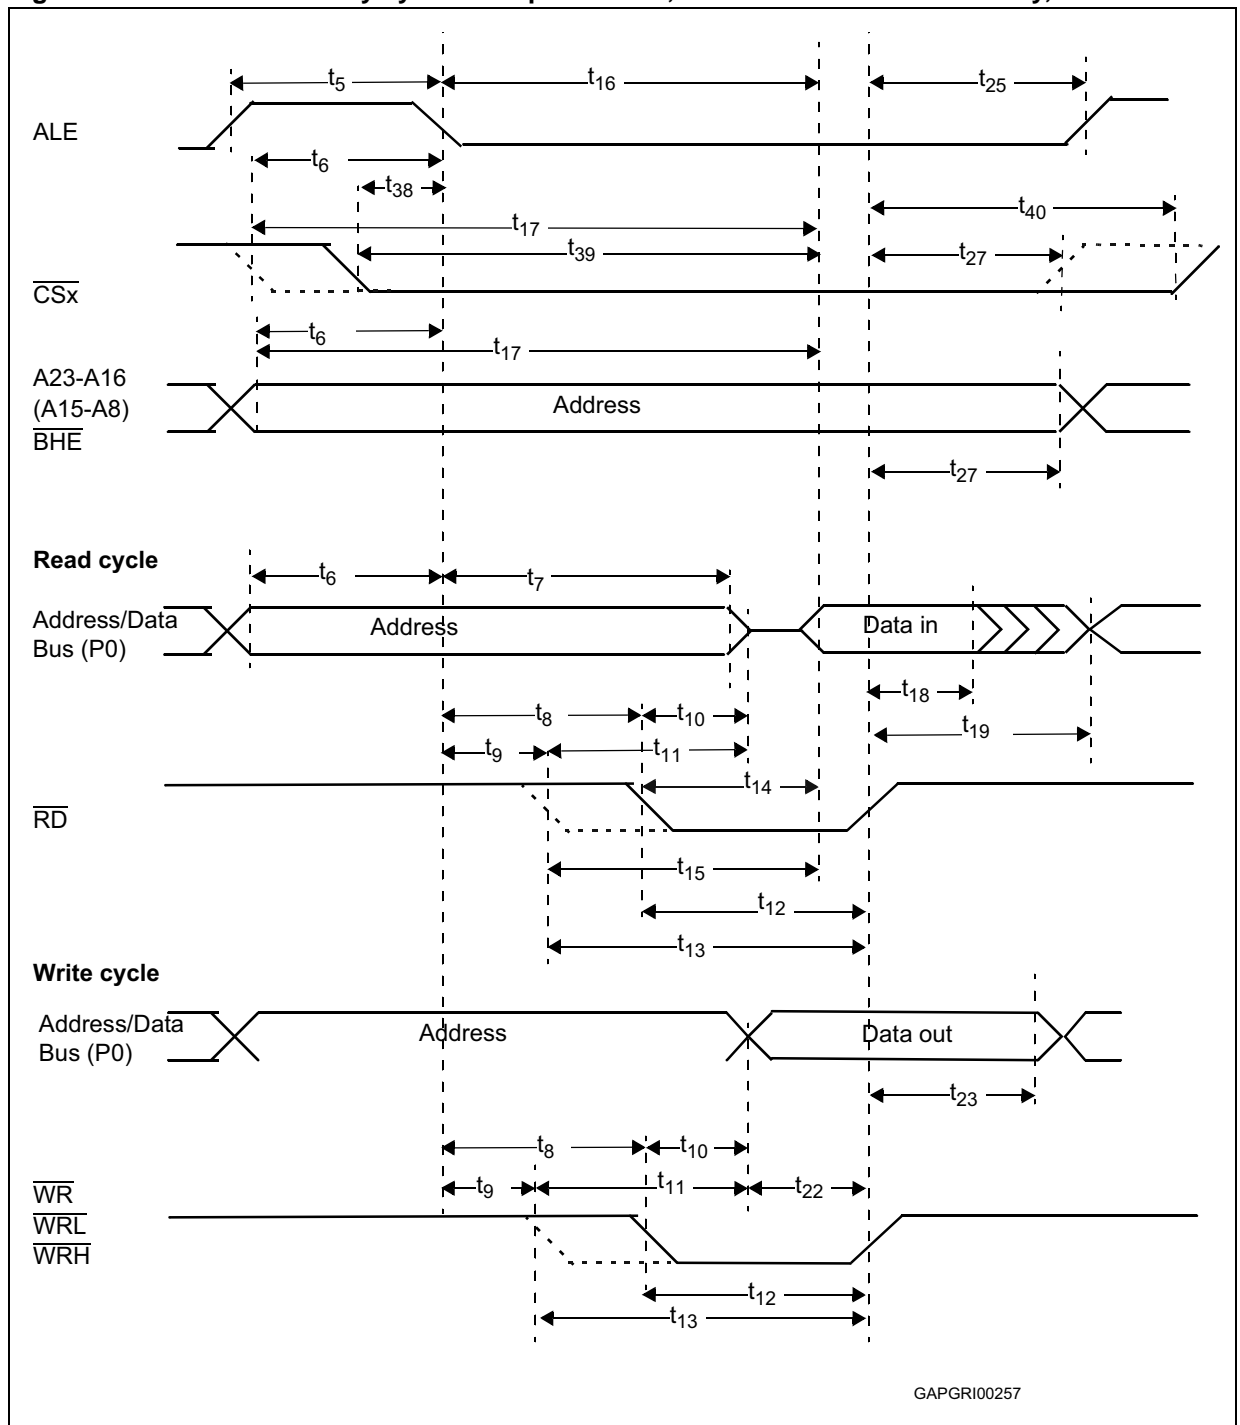 t5
t16
t25
ALE
t6
t38
t40
t17
t39
t27
CSx
t6
t17
A23-A16
(A15-A8)
BHE
Address
t27
Read cycle
t6
t7
Address/Data
Bus (P0)
Address
Data in
t18
t8
t10
t19
t9
t11
t14
RD
t15
t12
t13
Write cycle
Address/Data
Bus (P0)
Address
Data out
t23
t8
t10
t9
t11
t22
WR
WRL
WRH
t12
t13
GAPGRI00257